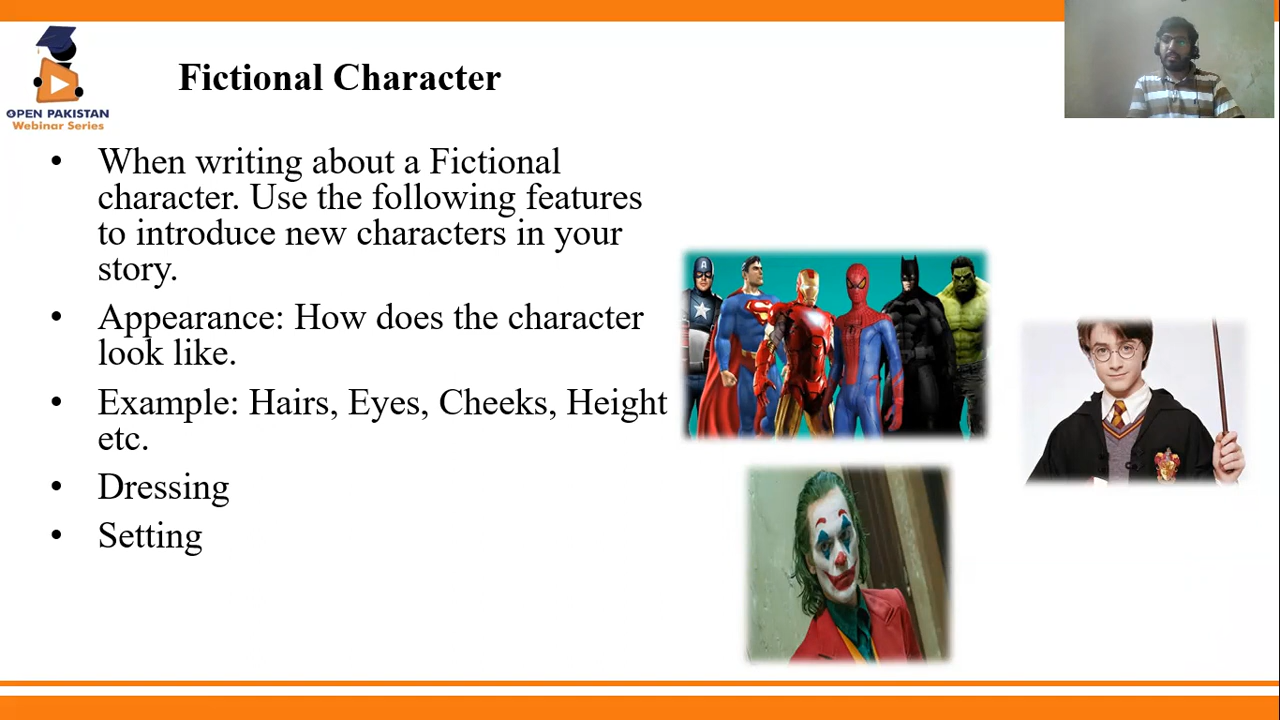 OPEN PAKISTAN
Webinar Series
Fictional Character
• When writing about a Fictional
character. Use the following features
to introduce new characters in your
story.
• Appearance: How does the character
look like.
• Example: Hairs, Eyes, Cheeks, Height
etc.
• Dressing
• Setting